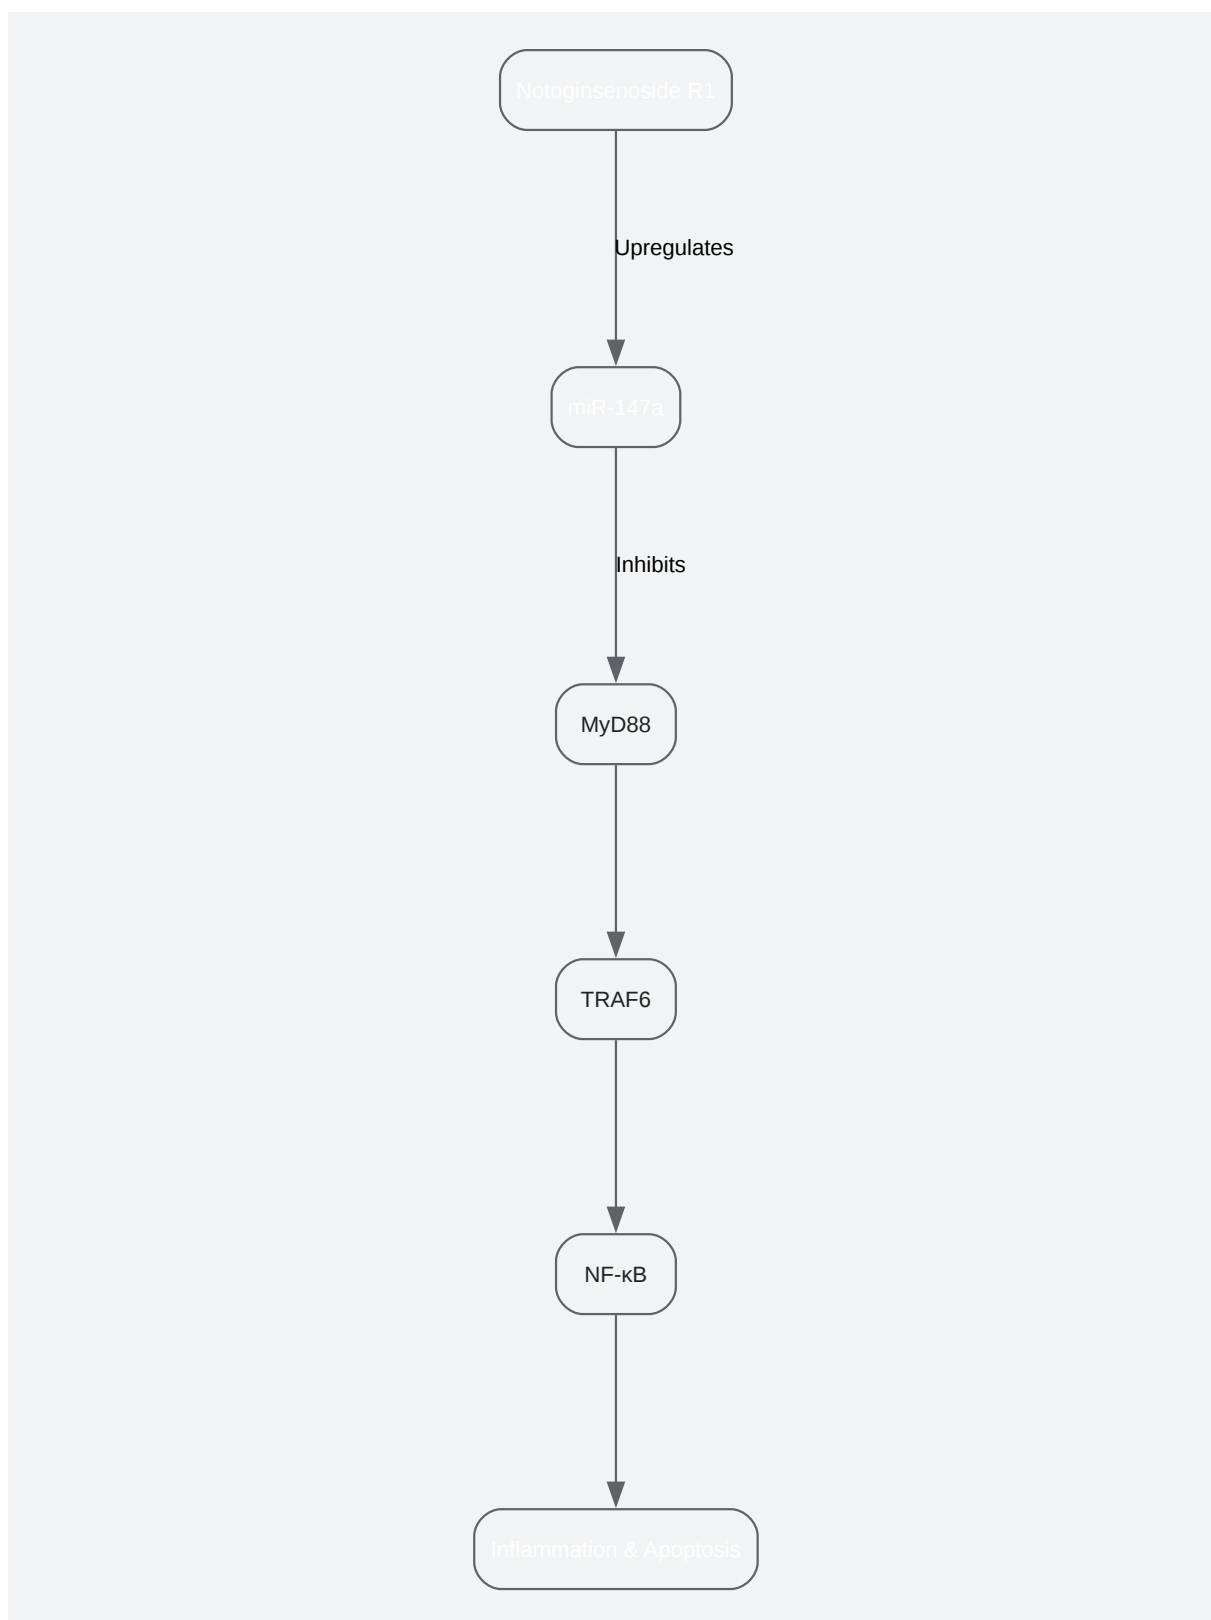 Notoginsenoside R1
Upregulates
miR-147a
Inhibits
MyD88
TRAF6
NF-κB
Inflammation & Apoptosis